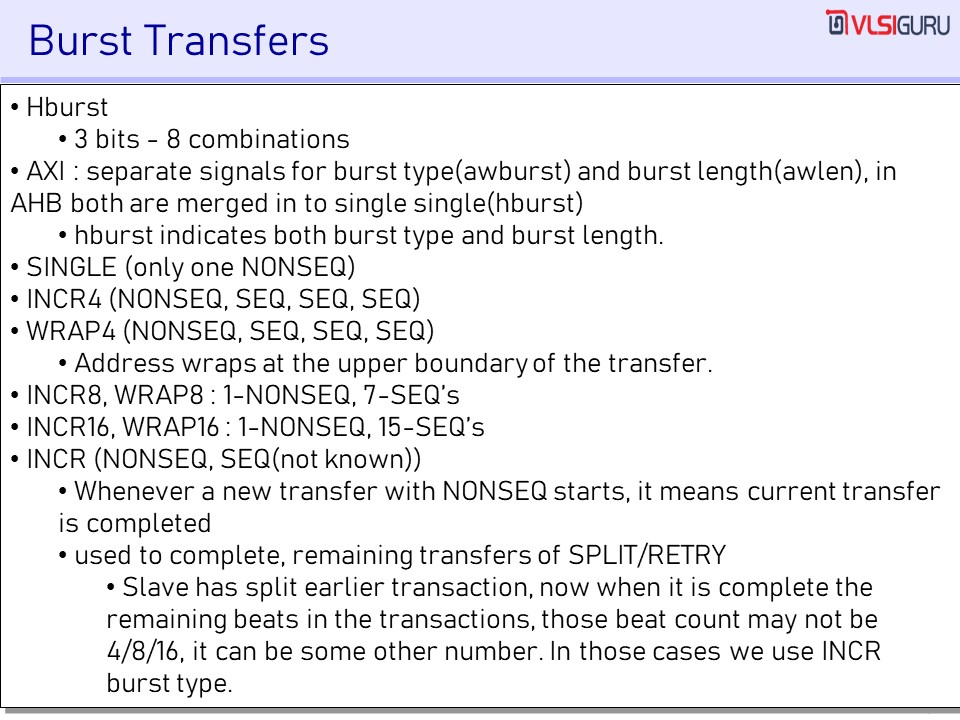 Burst Transfers
VLSIGURU
• Hburst
• 3 bits - 8 combinations
• AXI : separate signals for burst type(awburst) and burst length(awlen), in
AHB both are merged in to single single(hburst)
• hburst indicates both burst type and burst length.
• SINGLE (only one NONSEQ)
• INCR4 (NONSEQ, SEQ, SEQ, SEQ)
• WRAP4 (NONSEQ, SEQ, SEQ, SEQ)
• Address wraps at the upper boundary of the transfer.
• INCR8, WRAP8 : 1-NONSEQ, 7-SEQ’s
• INCR16, WRAP16 : 1-NONSEQ, 15-SEQ’s
• INCR (NONSEQ, SEQ(not known))
• Whenever a new transfer with NONSEQ starts, it means current transfer
is completed
• used to complete, remaining transfers of SPLIT/RETRY
• Slave has split earlier transaction, now when it is complete the
remaining beats in the transactions, those beat count may not be
4/8/16, it can be some other number. In those cases we use INCR
burst type.